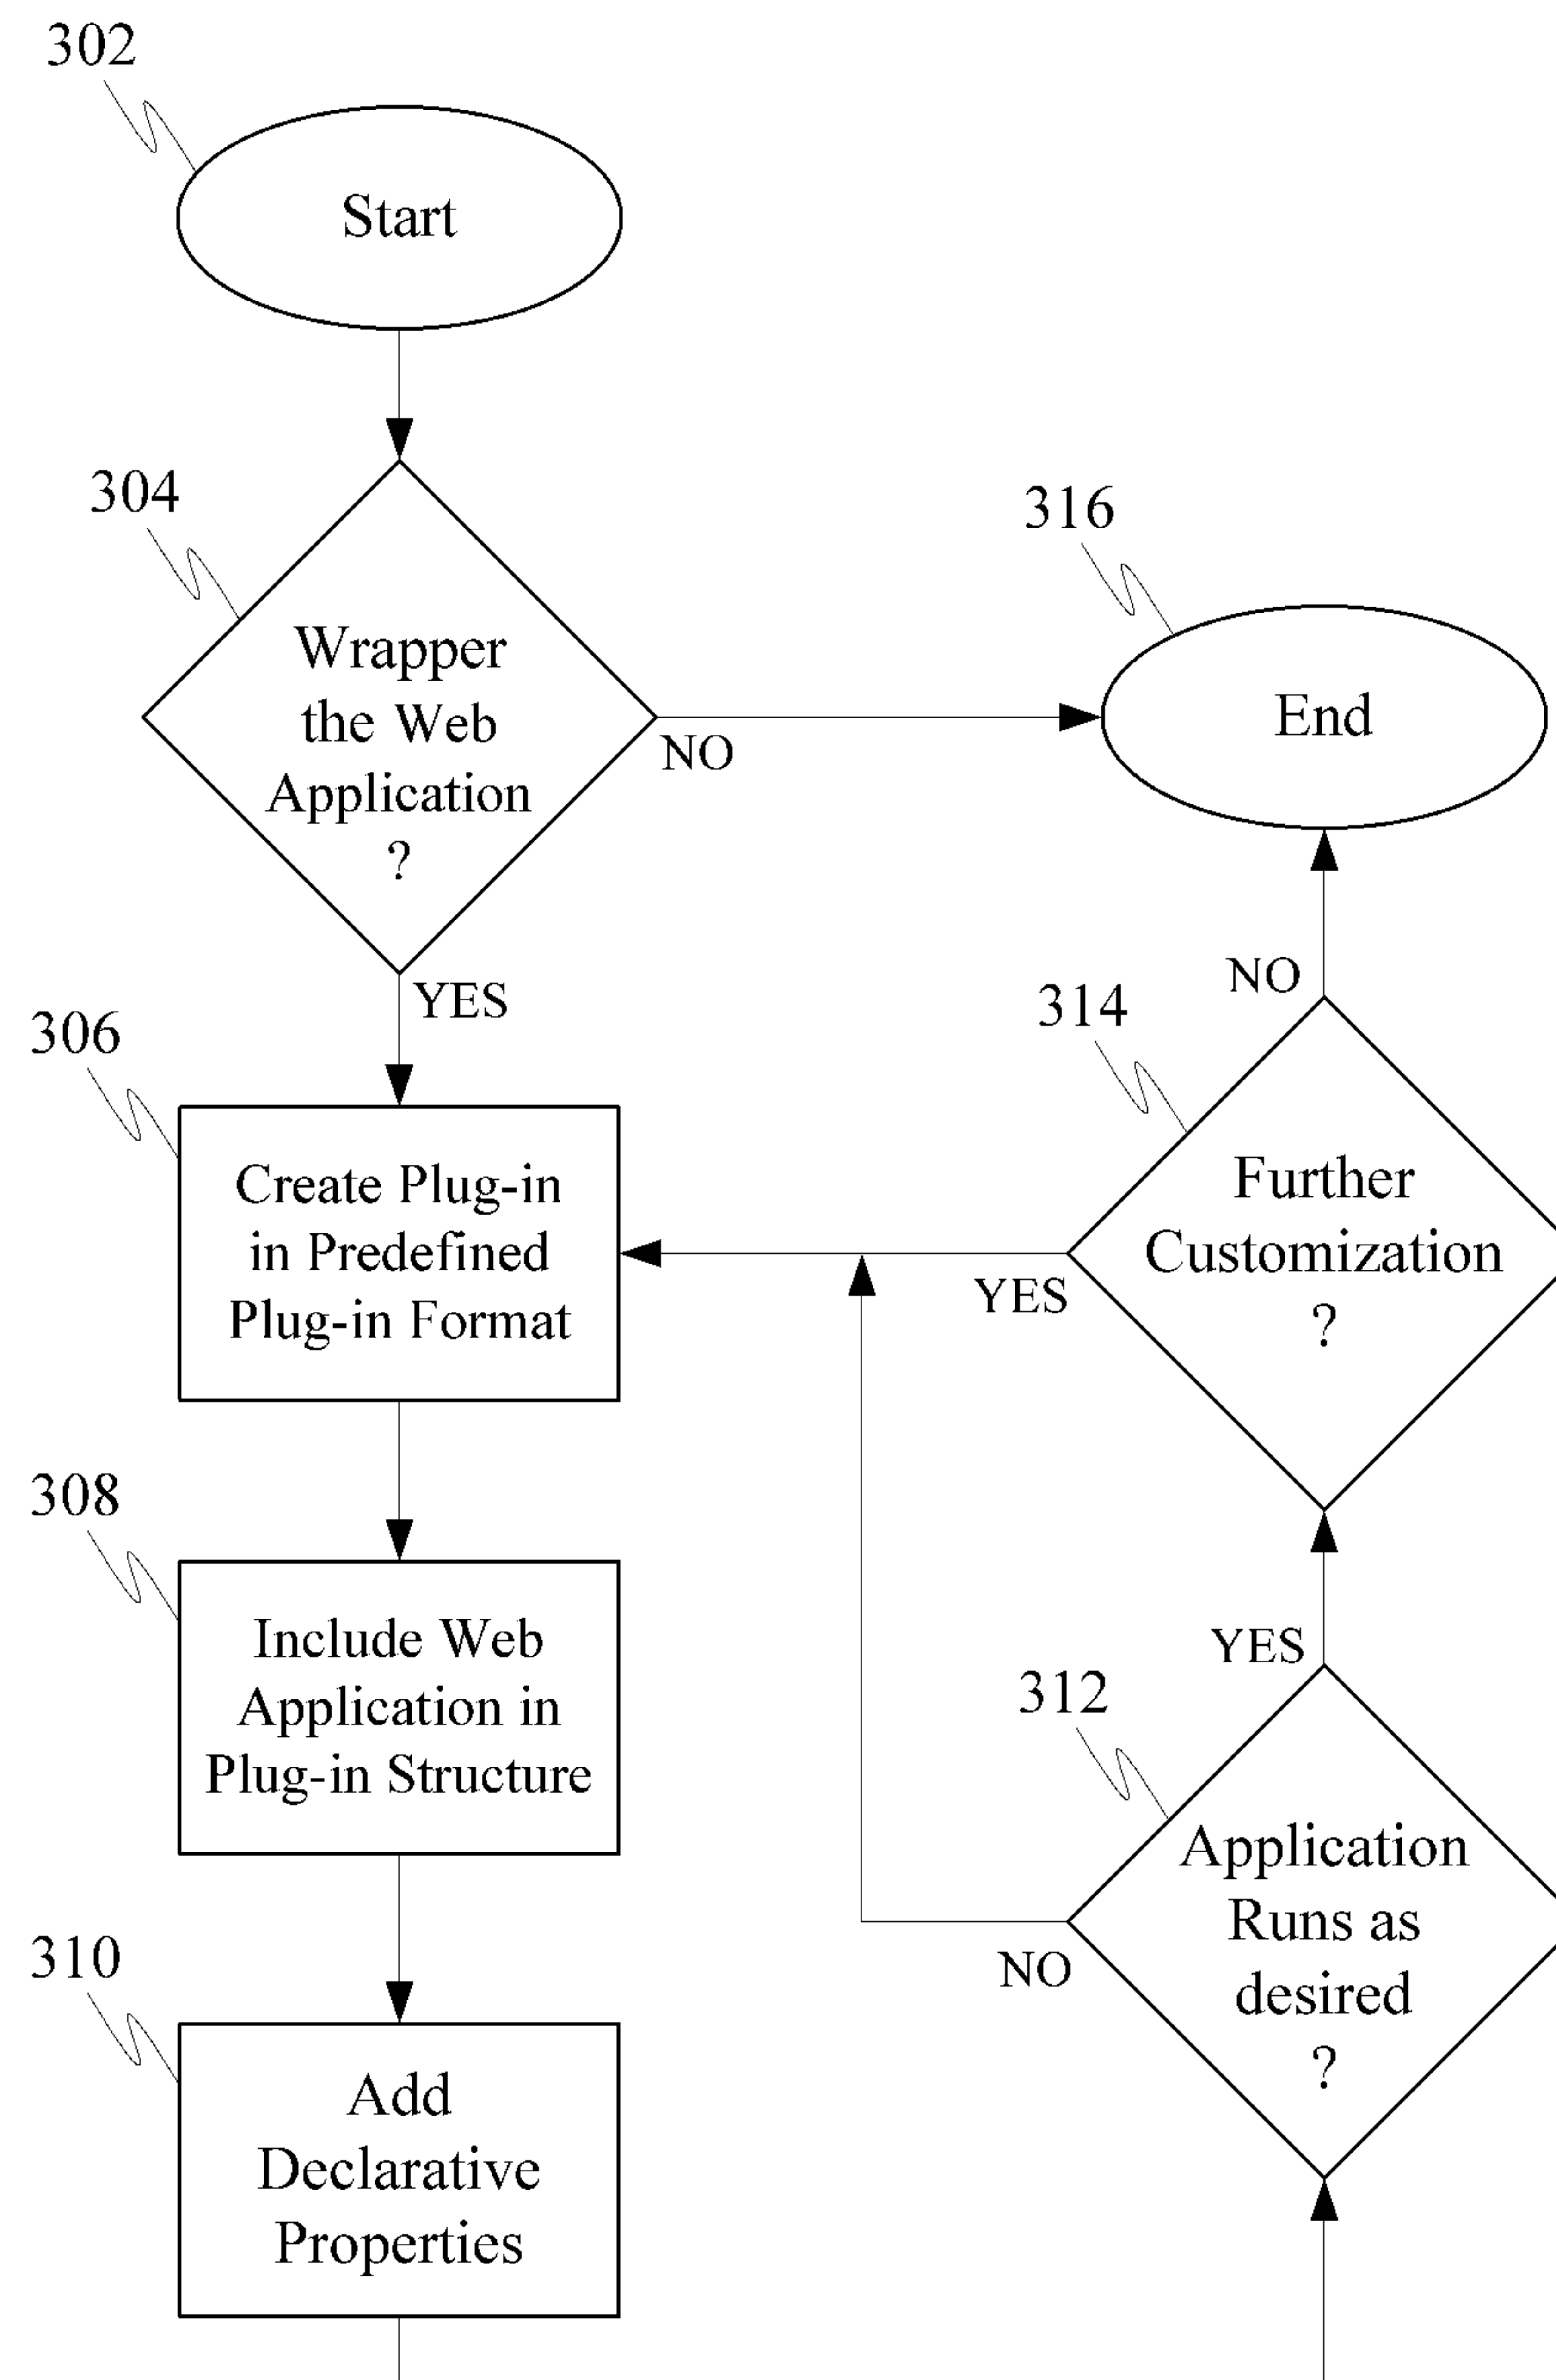 302
Start
304
Wrapper
the Web
Application
?
NO
YES
316
End
306
Create Plug-in
in Predefined
Plug-in Format
NO
314
Further
Customization
?
YES
308
Include Web
Application in
Plug-in Structure
YES
312
Application
Runs as
desired
?
NO
310
Add
Declarative
Properties